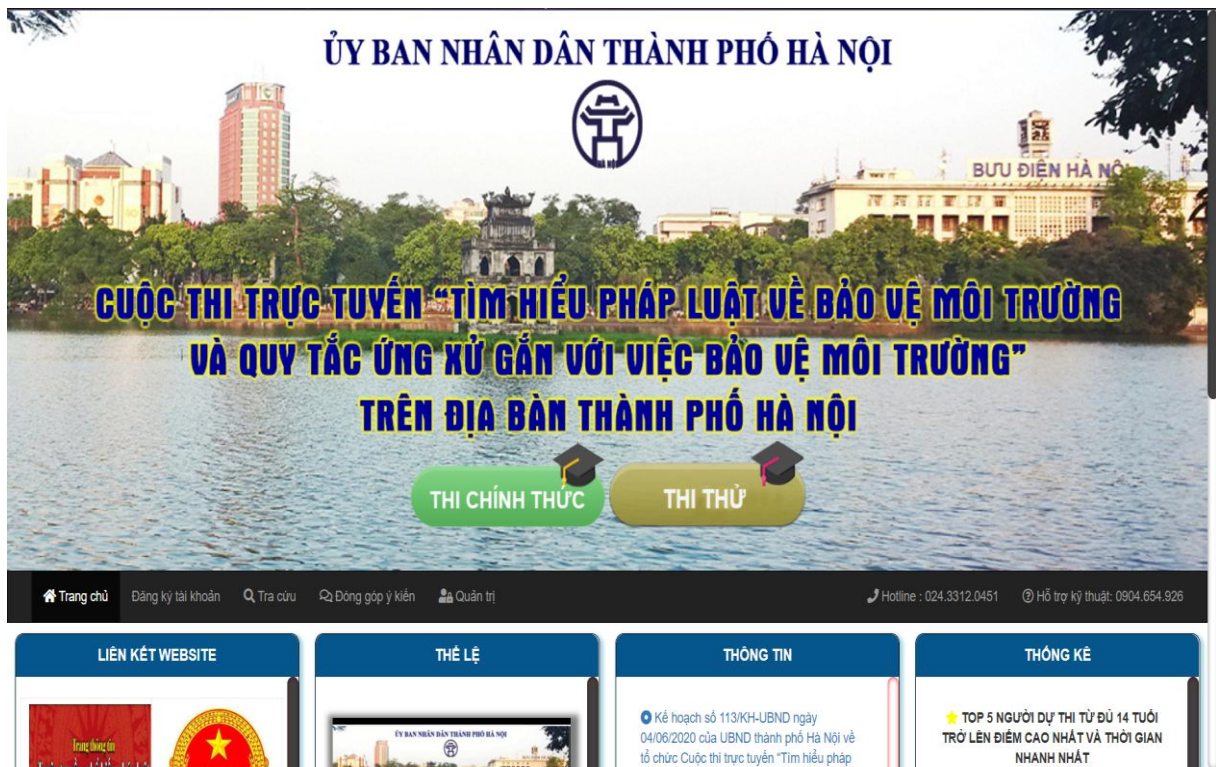 ỦY BAN NHÂN DÂN THÀNH PHỐ HÀ NỘI
HÀ NỘI
BƯU ĐIỆN HÀ NỘI
CUỘC THI TRỰC TUYẾN “TÌM HIỂU PHÁP LUẬT VỀ BẢO VỆ MÔI TRƯỜNG
VÀ QUY TẮC ỨNG XỬ GẮN VỚI VIỆC BẢO VỆ MÔI TRƯỜNG”
TRÊN ĐỊA BÀN THÀNH PHỐ HÀ NỘI
THI CHÍNH THỨC THI THỬ
Trang chủ Đăng ký tài khoản Tra cứu Đóng góp ý kiến Quản trị Hotline : 024.3312.0451 Hỗ trợ kỹ thuật: 0904.654.926
LIÊN KẾT WEBSITE THỂ LỆ THÔNG TIN THỐNG KÊ
Trang thông tin
ỦY BAN NHÂN DÂN THÀNH PHỐ HÀ NỘI
Kế hoạch số 113/KH-UBND ngày
04/06/2020 của UBND thành phố Hà Nội về
tổ chức Cuộc thi trực tuyến “Tìm hiểu pháp
TOP 5 NGƯỜI DỰ THI TỪ ĐỦ 14 TUỔI
TRỞ LÊN ĐIỂM CAO NHẤT VÀ THỜI GIAN
NHANH NHẤT